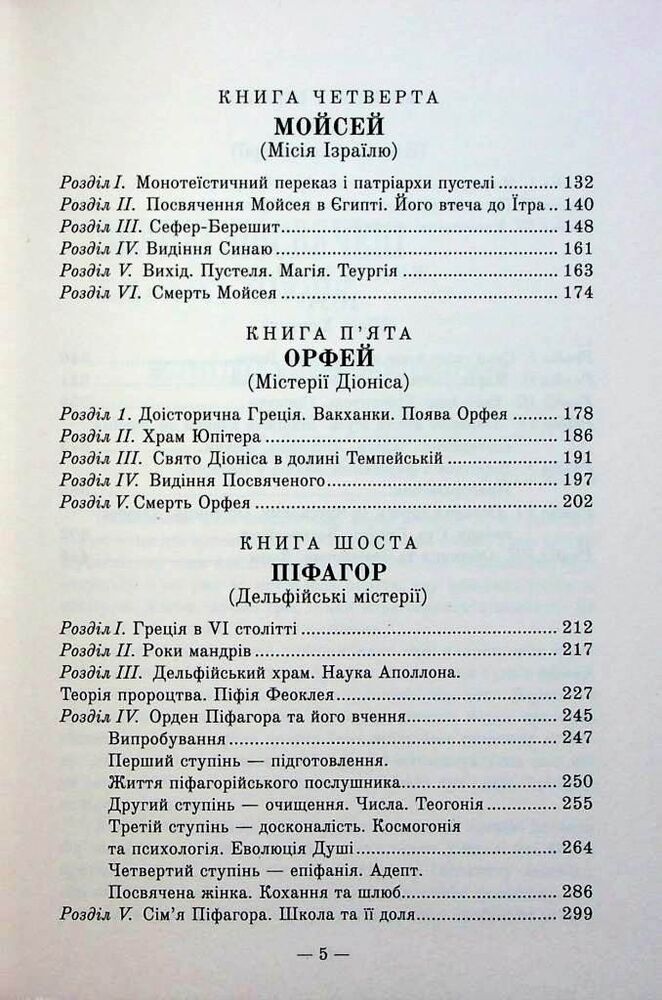 КНИГА ЧЕТВЕРТА
МОЙСЕЙ
(Місія Ізраїлю)
Розділ I. Монотеїстичний переказ і патріархи пустелі ........... 132
Розділ II. Посвячення Мойсея в Єгипті. Його втеча до Їтра .. 140
Розділ III. Сефер-Берешит ........... 148
Розділ IV. Видіння Синаю ........... 161
Розділ V. Вихід. Пустеля. Магія. Теургія ........... 163
Розділ VI. Смерть Мойсея ........... 174
КНИГА П'ЯТА
ОРФЕЙ
(Містерії Діоніса)
Розділ 1. Доісторична Греція. Вакханки. Поява Орфея ........ 178
Розділ II. Храм Юпітера ........... 186
Розділ III. Свято Діоніса в долині Темпейській ........... 191
Розділ IV. Видіння Посвяченого ........... 197
Розділ V. Смерть Орфея ........... 202
КНИГА ШОСТА
ПІФАГОР
(Дельфійські містерії)
Розділ I. Греція в VI столітті ........... 212
Розділ II. Роки мандрів ........... 217
Розділ III. Дельфійський храм. Наука Аполлона.
Теорія пророцтва. Піфія Феоклея ........... 227
Розділ IV. Орден Піфагора та його вчення ........... 245
Випробування ........... 247
Перший ступінь — підготовлення.
Життя піфагорійського послушника ........... 250
Другий ступінь — очищення. Числа. Теогонія ........... 255
Третій ступінь — досконалість. Космогонія
та психологія. Еволюція Душі ........... 264
Четвертий ступінь — епіфанія. Адепт.
Посвячена жінка. Кохання та шлюб ........... 286
Розділ V. Сім'я Піфагора. Школа та її доля ........... 299
— 5 —